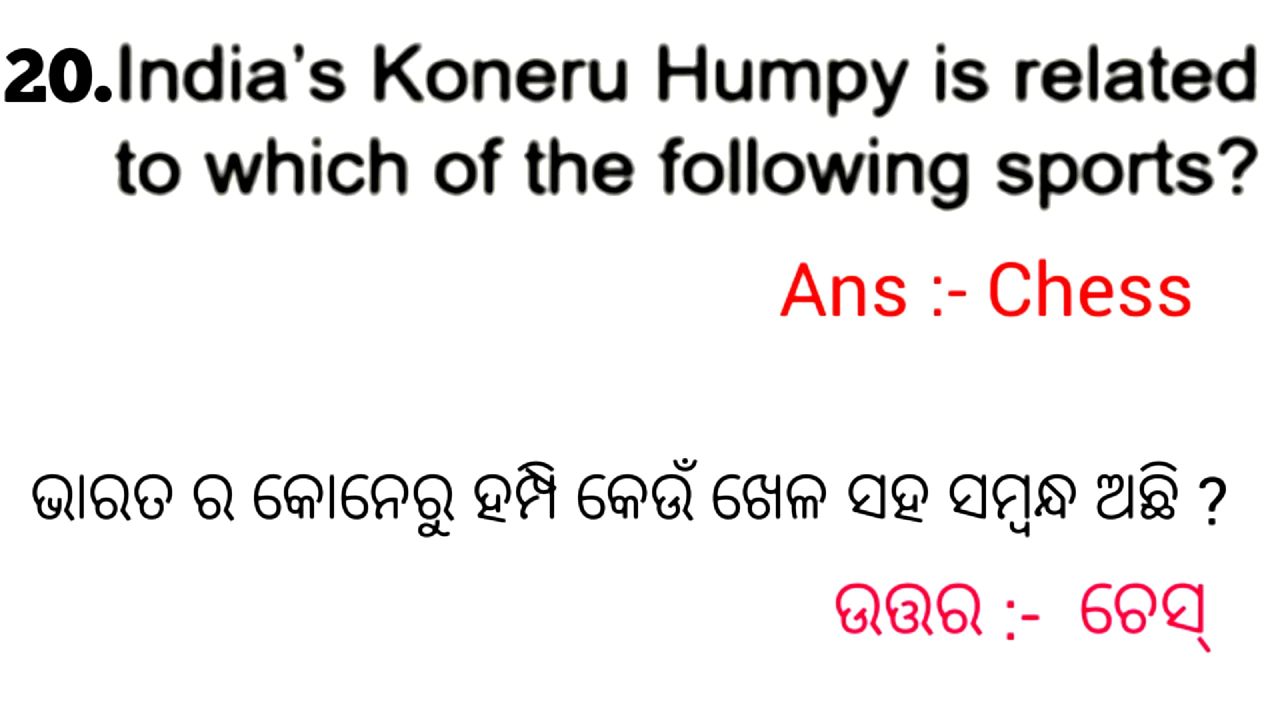 20.India's Koneru Humpy is related
to which of the following sports?
Ans :- Chess
ଭାରତ ର କୋନେରୁ ହମ୍ପି କେଉଁ ଖେଳ ସହ ସମ୍ବନ୍ଧ ଅଛି ?
ଉତ୍ତର :- ଚେସ୍